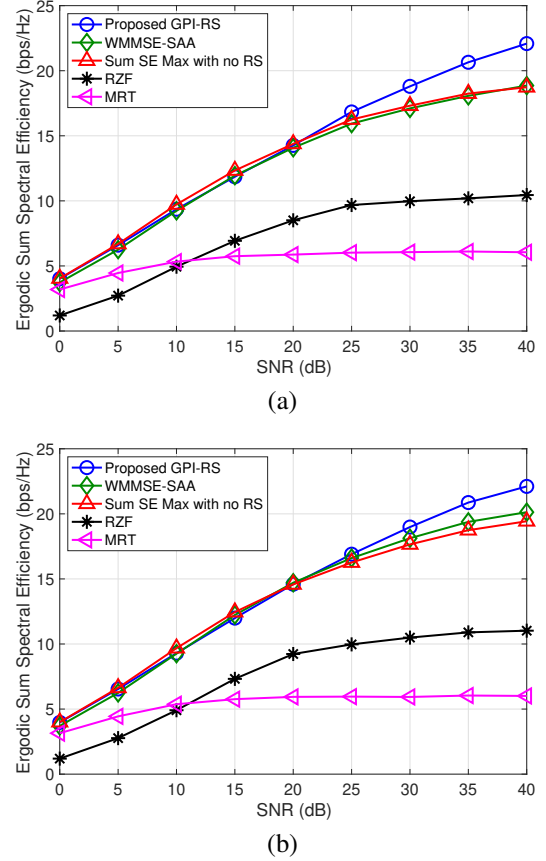 Ergodic Sum Spectral Efficiency (bps/Hz)
25
20
15
10
5
0
Proposed GPI-RS
WMMSE-SAA
Sum SE Max with no RS
RZF
MRT
0 5 10 15 20 25 30 35 40
SNR (dB)
(a)
Ergodic Sum Spectral Efficiency (bps/Hz)
25
20
15
10
5
0
Proposed GPI-RS
WMMSE-SAA
Sum SE Max with no RS
RZF
MRT
0 5 10 15 20 25 30 35 40
SNR (dB)
(b)